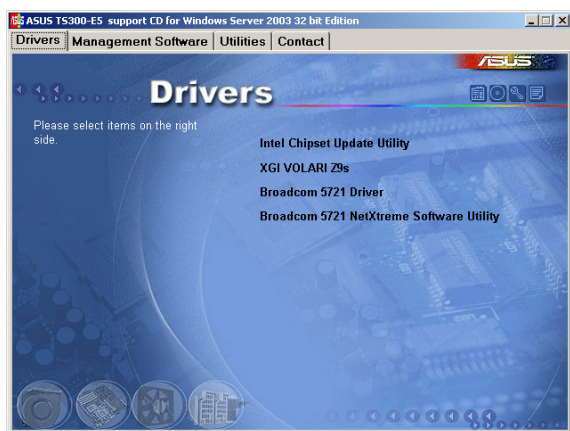 ASUS TS300-E5 support CD for Windows Server 2003 32 bit Edition
Drivers Management Software Utilities Contact
ASUS
Drivers
Please select items on the right
side.
Intel Chipset Update Utility
XGI VOLARI Z9s
Broadcom 5721 Driver
Broadcom 5721 NetXtreme Software Utility